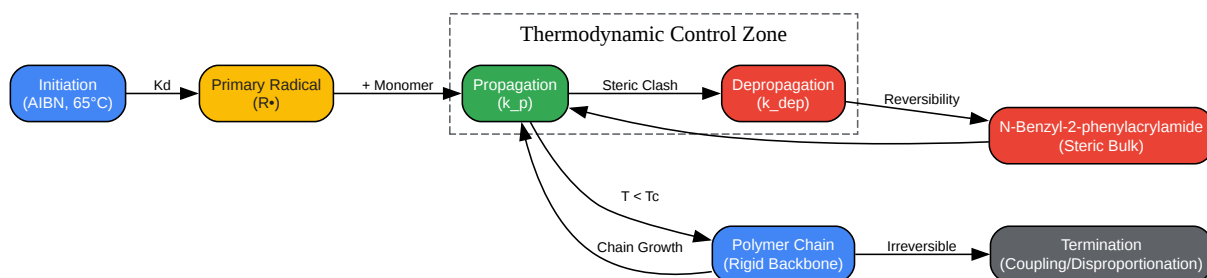 Thermodynamic Control Zone
Initiation
(AIBN, 65°C)
Kd
Primary Radical
(R•)
+ Monomer
Propagation
(k_p)
Steric Clash
Depropagation
(k_dep)
Reversibility
N-Benzyl-2-phenylacrylamide
(Steric Bulk)
T < Tc
Chain Growth
Polymer Chain
(Rigid Backbone)
Irreversible
Termination
(Coupling/Disproportionation)